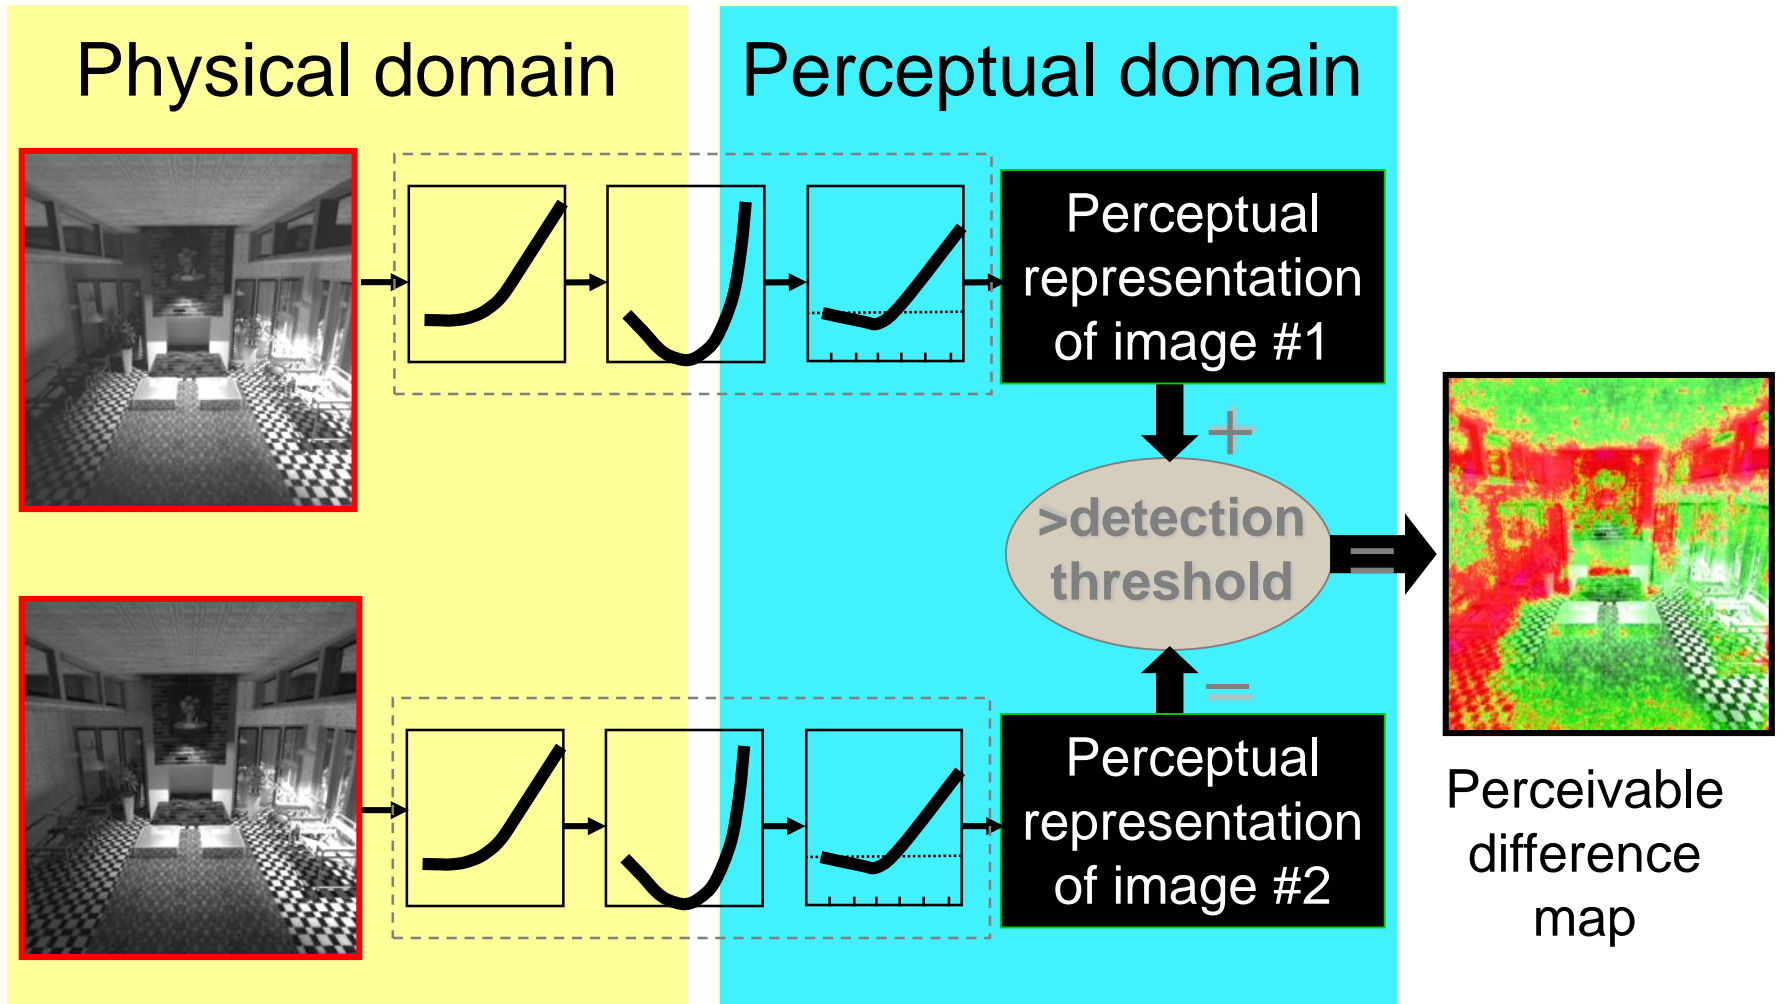 Physical domain
Perceptual domain
Perceptual
representation
of image #1
+
>detection
threshold
=
=
Perceptual
representation
of image #2
Perceivable
difference
map